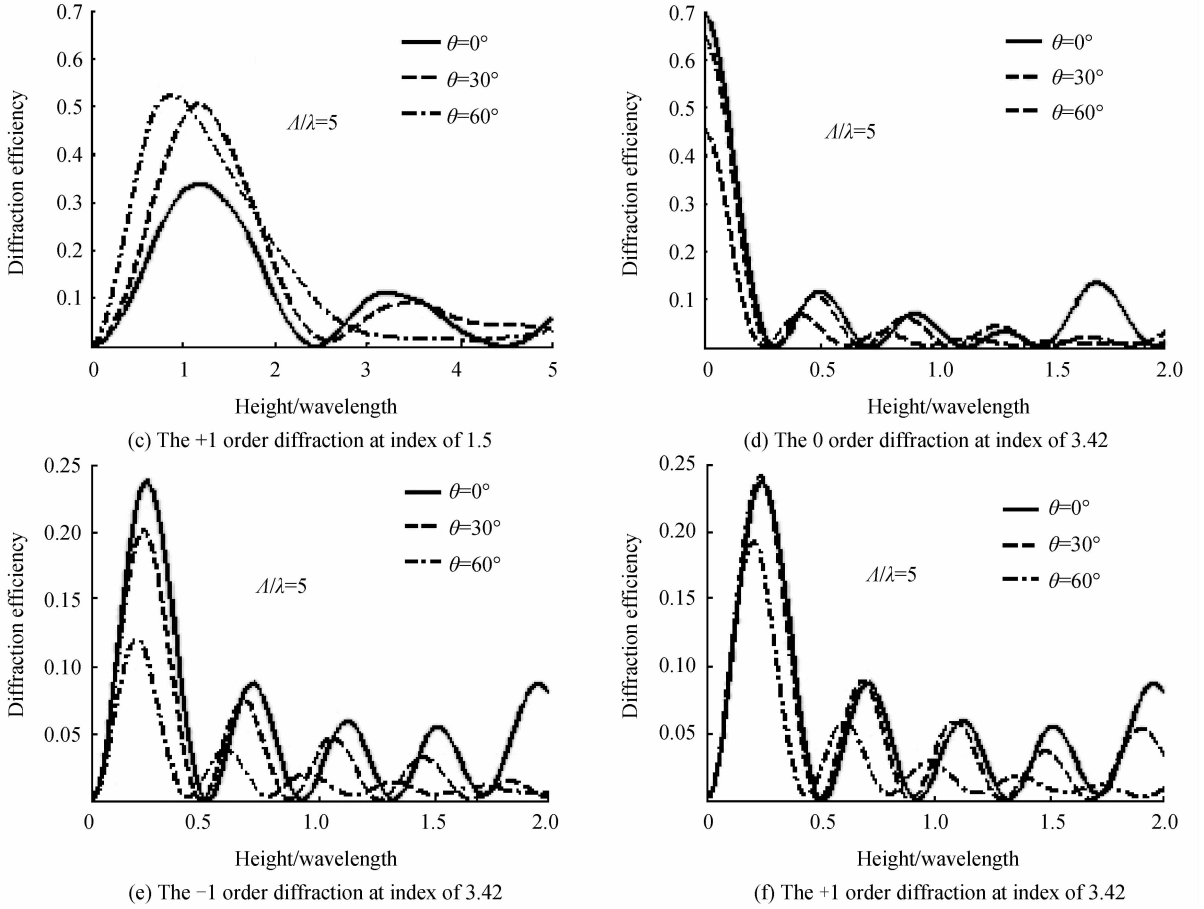 0.7
0.6
0.5
0.4
0.3
0.2
0.1
Diffraction efficiency
θ=0°
θ=30°
θ=60°
Λ/λ=5
0 1 2 3 4 5
Height/wavelength
(c) The +1 order diffraction at index of 1.5
0.7
0.6
0.5
0.4
0.3
0.2
0.1
Diffraction efficiency
θ=0°
θ=30°
θ=60°
Λ/λ=5
0 0.5 1.0 1.5 2.0
Height/wavelength
(d) The 0 order diffraction at index of 3.42
0.25
0.20
0.15
0.10
0.05
Diffraction efficiency
θ=0°
θ=30°
θ=60°
Λ/λ=5
0 0.5 1.0 1.5 2.0
Height/wavelength
(e) The −1 order diffraction at index of 3.42
0.25
0.20
0.15
0.10
0.05
Diffraction efficiency
θ=0°
θ=30°
θ=60°
Λ/λ=5
0 0.5 1.0 1.5 2.0
Height/wavelength
(f) The +1 order diffraction at index of 3.42